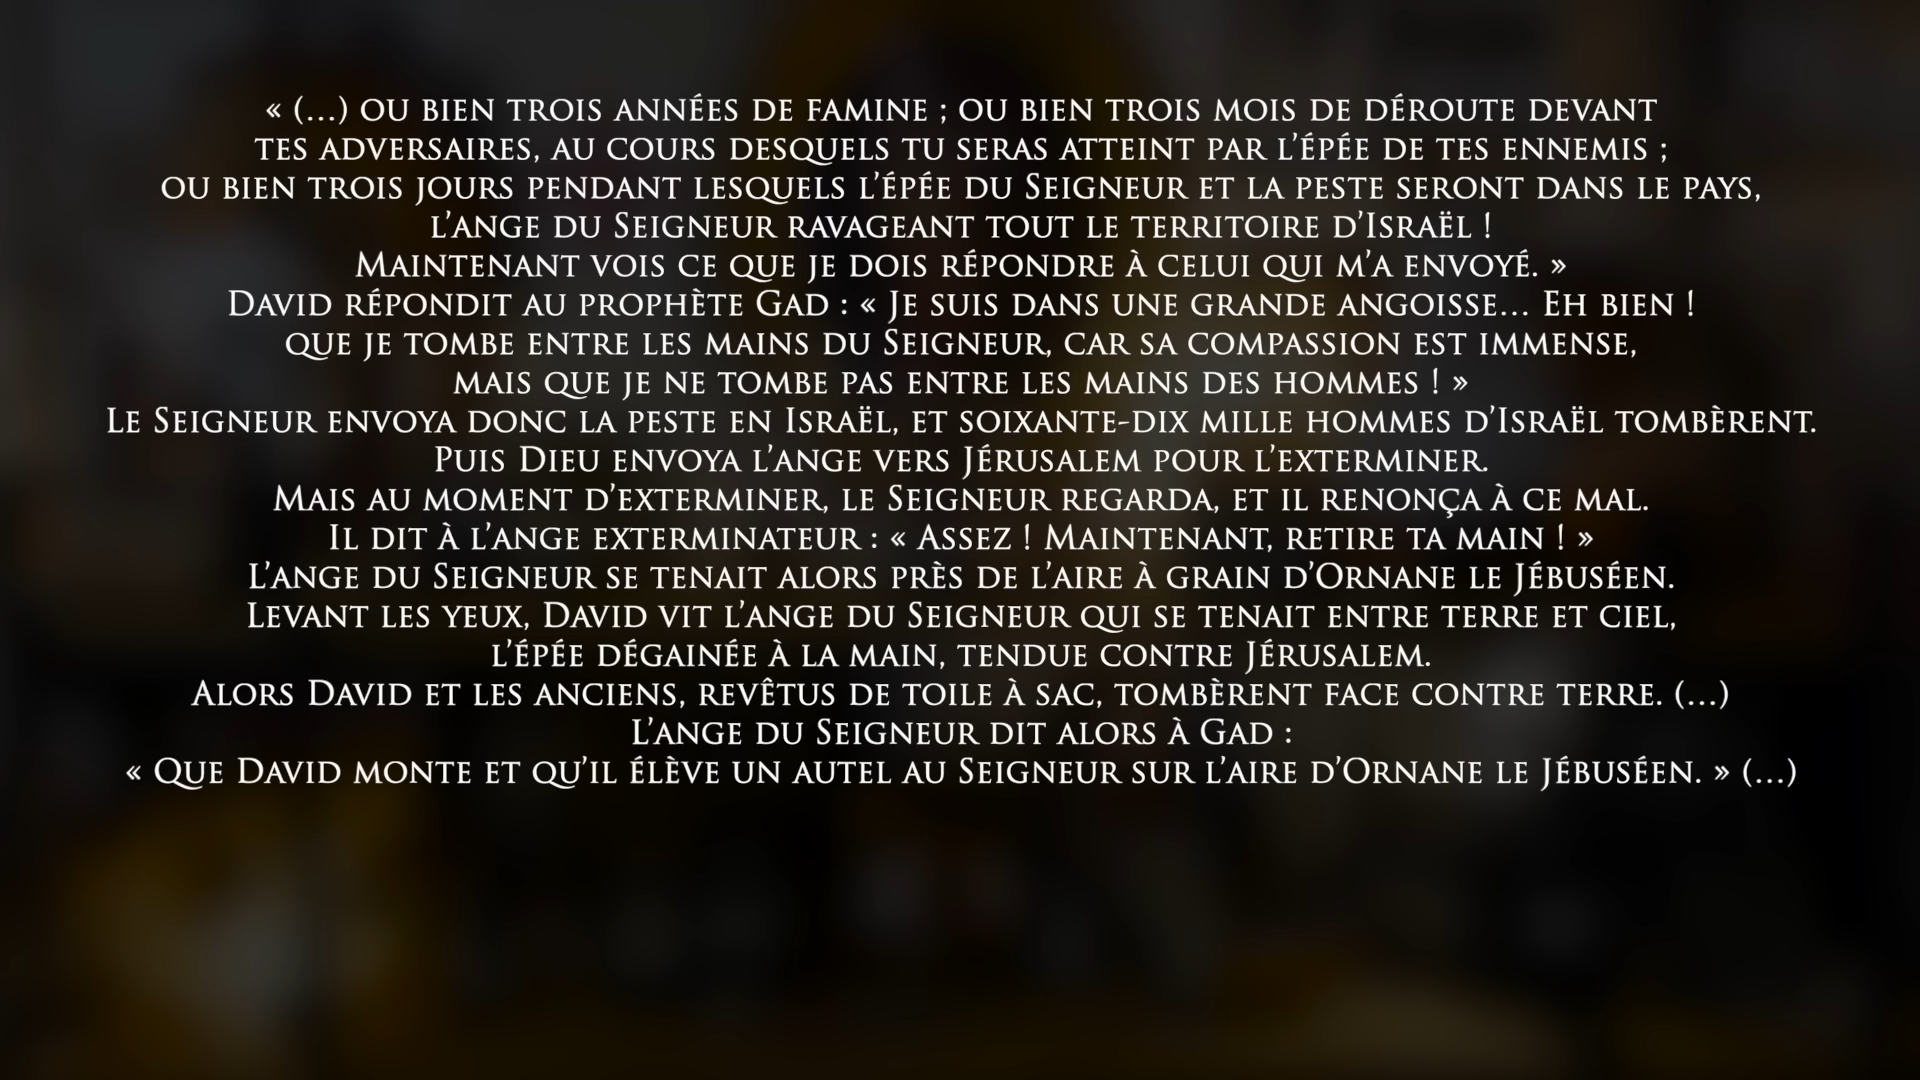 « (…) ou bien trois années de famine ; ou bien trois mois de déroute devant
tes adversaires, au cours desquels tu seras atteint par l’épée de tes ennemis ;
ou bien trois jours pendant lesquels l’épée du Seigneur et la peste seront dans le pays,
l’ange du Seigneur ravageant tout le territoire d’Israël !
Maintenant vois ce que je dois répondre à celui qui m’a envoyé. »
David répondit au prophète Gad : « Je suis dans une grande angoisse… Eh bien !
que je tombe entre les mains du Seigneur, car sa compassion est immense,
mais que je ne tombe pas entre les mains des hommes ! »
Le Seigneur envoya donc la peste en Israël, et soixante-dix mille hommes d’Israël tombèrent.
Puis Dieu envoya l’ange vers Jérusalem pour l’exterminer.
Mais au moment d’exterminer, le Seigneur regarda, et il renonça à ce mal.
Il dit à l’ange exterminateur : « Assez ! Maintenant, retire ta main ! »
L’ange du Seigneur se tenait alors près de l’aire à grain d’Ornane le Jébuséen.
Levant les yeux, David vit l’ange du Seigneur qui se tenait entre terre et ciel,
l’épée dégainée à la main, tendue contre Jérusalem.
Alors David et les anciens, revêtus de toile à sac, tombèrent face contre terre. (…)
L’ange du Seigneur dit alors à Gad :
« Que David monte et qu’il élève un autel au Seigneur sur l’aire d’Ornane le Jébuséen. » (…)